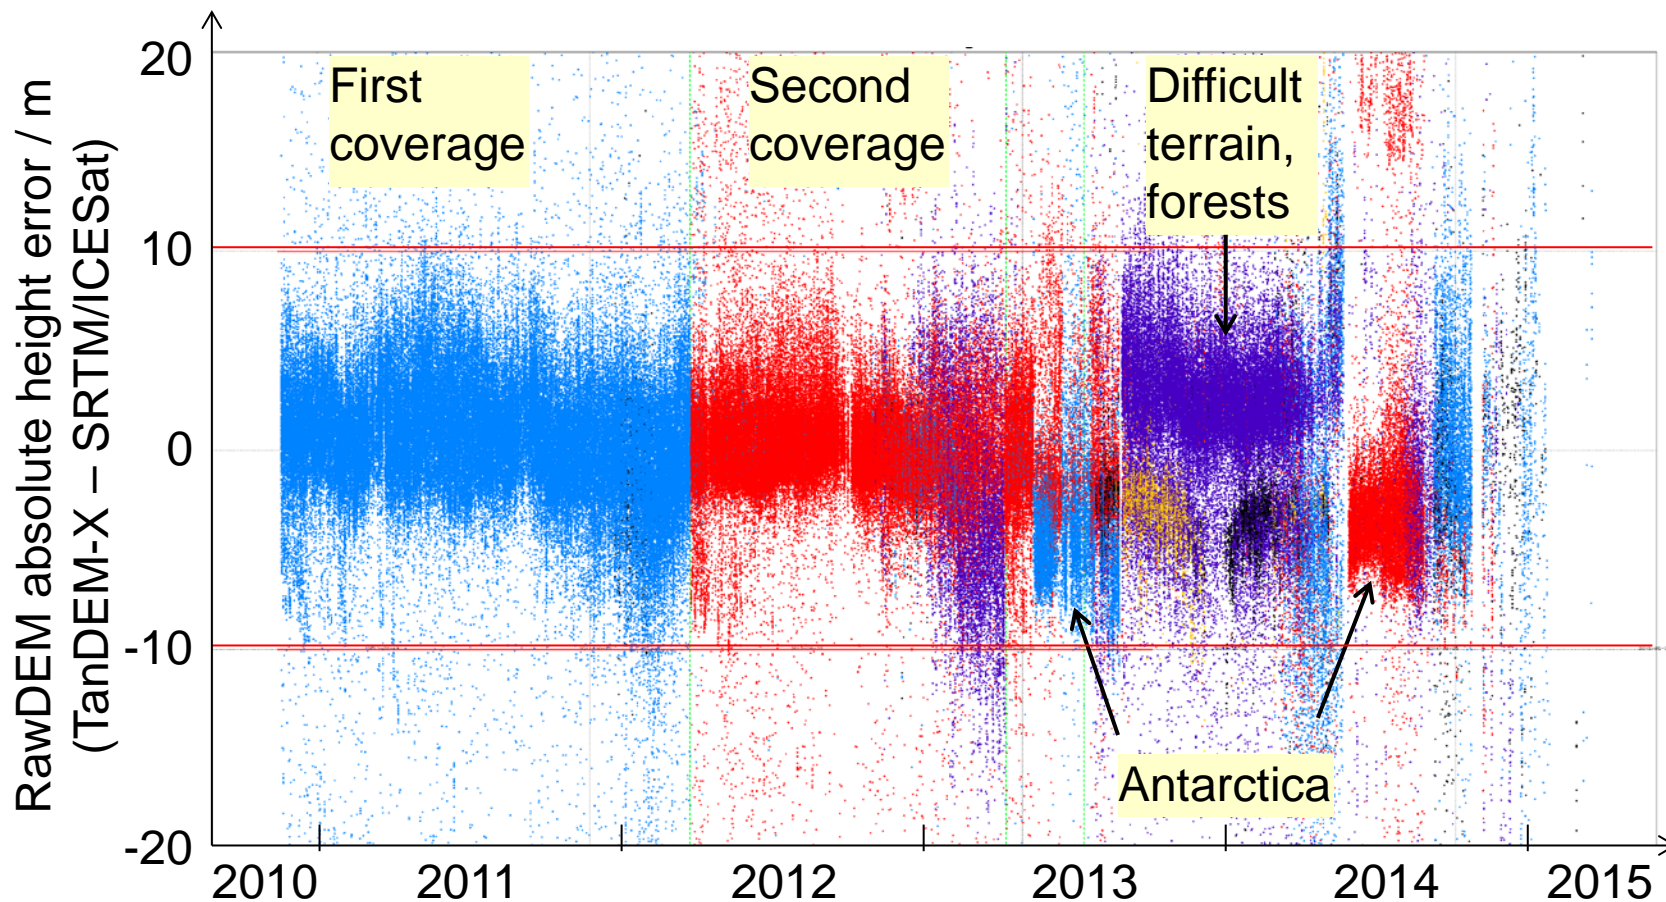 RawDEM absolute height error / m
(TanDEM-X – SRTM/ICESat)
20
10
0
-10
-20
First
coverage
Second
coverage
Difficult
terrain,
forests
Antarctica
2010
2011
2012
2013
2014
2015